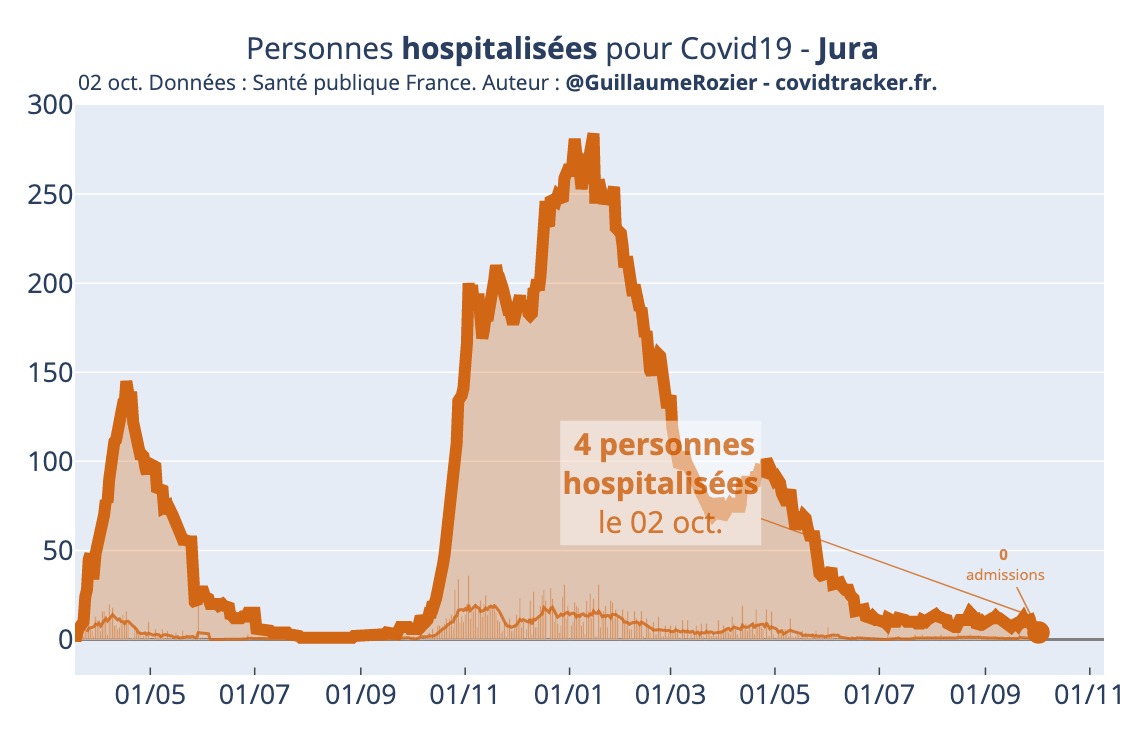 Personnes hospitalisées pour Covid19 - Jura
02 oct. Données : Santé publique France. Auteur : @GuillaumeRozier - covidtracker.fr.
300
250
200
150
100
50
0
4 personnes
hospitalisées
le 02 oct.
0
admissions
01/05 01/07 01/09 01/11 01/01 01/03 01/05 01/07 01/09 01/11